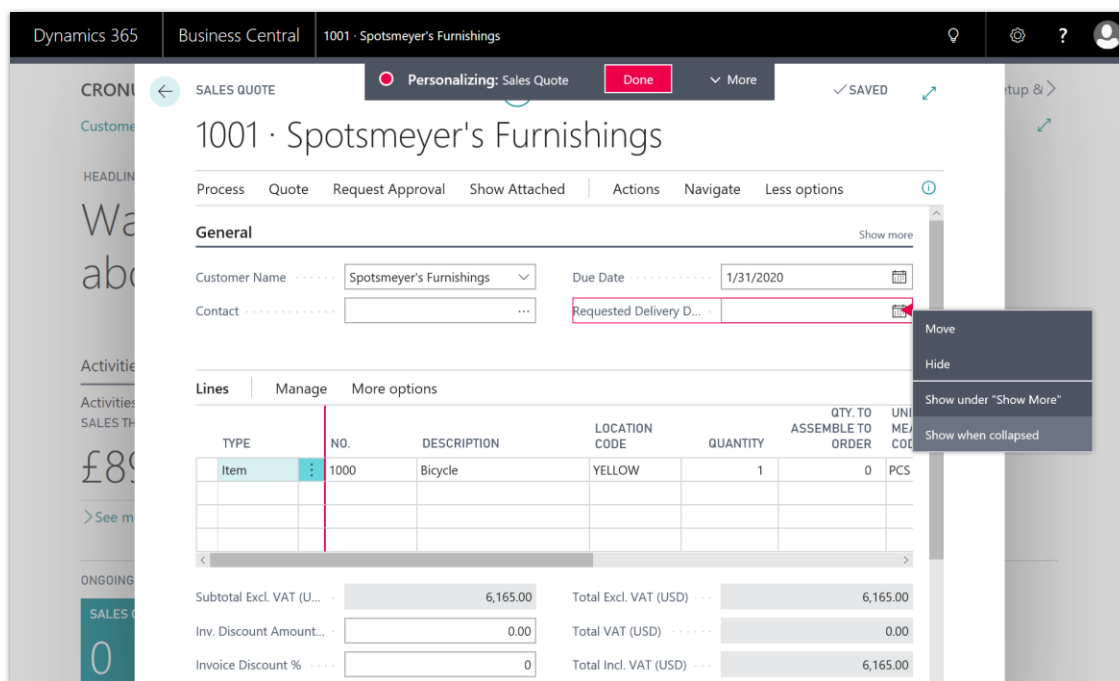 Dynamics 365 Business Central 1001 · Spotsmeyer's Furnishings ?
Personalizing: Sales Quote Done More
CRONU
SALES QUOTE
SAVED
etup &
Custome
1001 · Spotsmeyer's Furnishings
HEADLIN
Process Quote Request Approval Show Attached Actions Navigate Less options
Wa
abo
General Show more
Customer Name Spotsmeyer's Furnishings Due Date 1/31/2020
Contact ... Requested Delivery D...
Move
Hide
Show under "Show More"
Show when collapsed
Activitie
Activities
SALES TH
£89
See m
Lines Manage More options
TYPE NO. DESCRIPTION LOCATION CODE QUANTITY QTY. TO ASSEMBLE TO ORDER UNI MEA COD
Item 1000 Bicycle YELLOW 1 0 PCS
ONGOING
SALES
0
Subtotal Excl. VAT (U... 6,165.00 Total Excl. VAT (USD) 6,165.00
Inv. Discount Amount... 0.00 Total VAT (USD) 0.00
Invoice Discount % 0 Total Incl. VAT (USD) 6,165.00